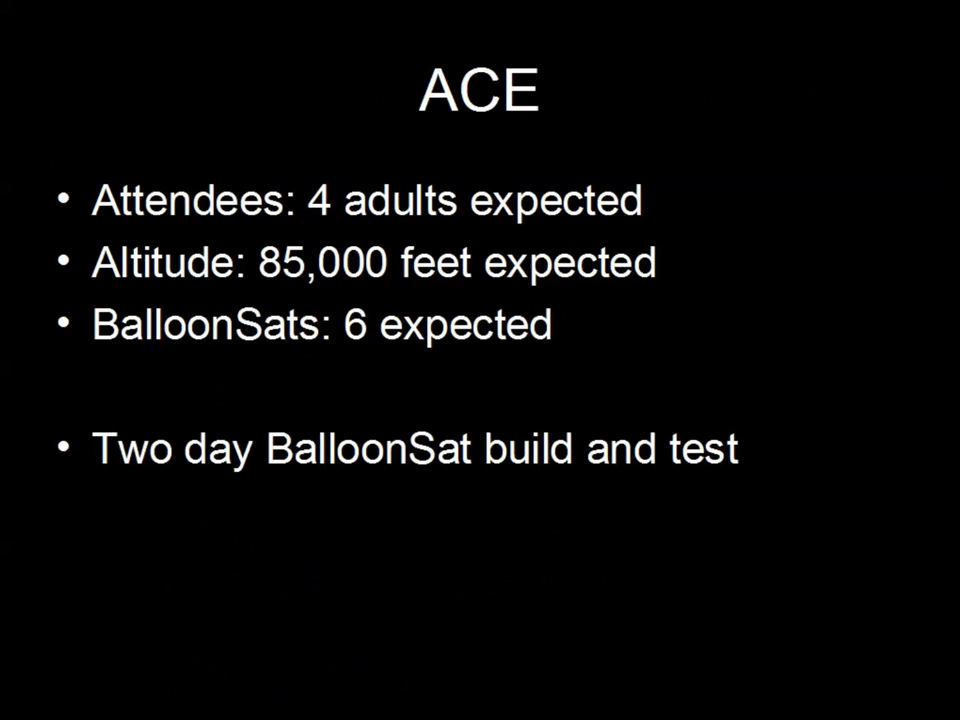 ACE
• Attendees: 4 adults expected
• Altitude: 85,000 feet expected
• BalloonSats: 6 expected
• Two day BalloonSat build and test